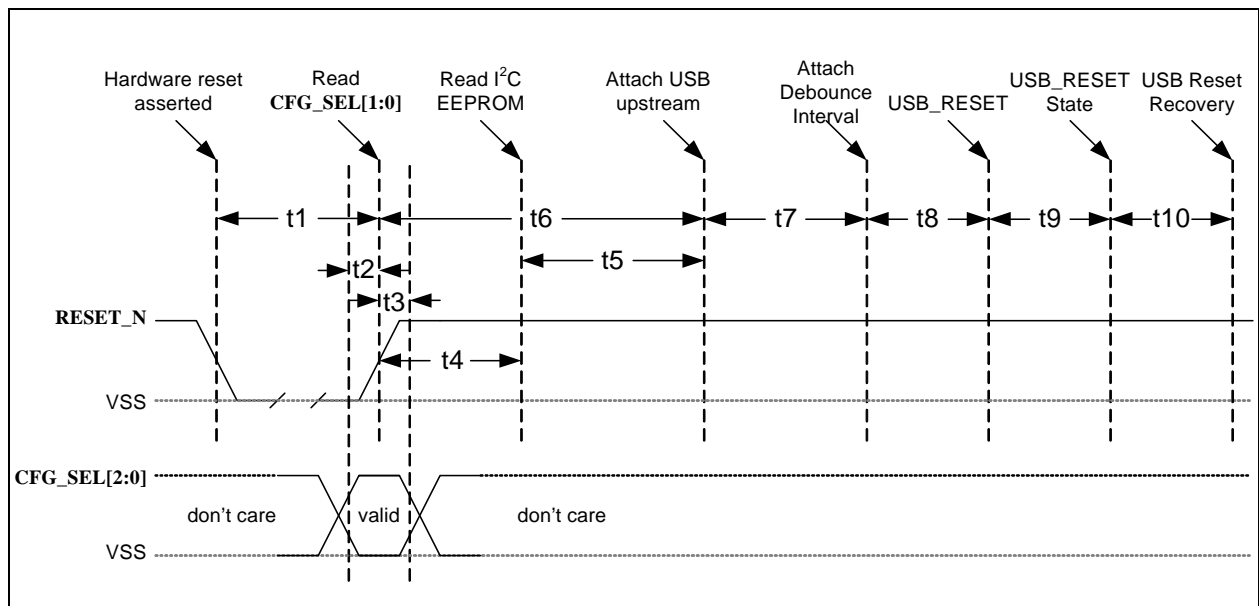 Hardware reset
asserted
Read
CFG_SEL[1:0]
Read I²C
EEPROM
Attach USB
upstream
Attach
Debounce
Interval
USB_RESET
USB_RESET
State
USB Reset
Recovery
t1
t6
t7
t8
t9
t10
t2
t5
t3
RESET_N
t4
VSS
CFG_SEL[2:0]
don't care
valid
don't care
VSS